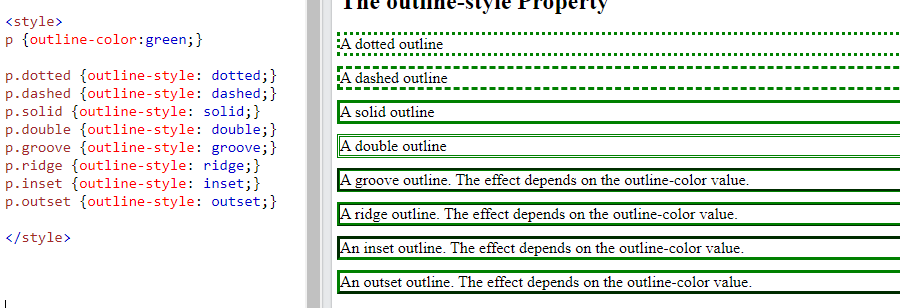 <style>
p {outline-color:green;}
p.dotted {outline-style: dotted;}
p.dashed {outline-style: dashed;}
p.solid {outline-style: solid;}
p.double {outline-style: double;}
p.groove {outline-style: groove;}
p.ridge {outline-style: ridge;}
p.inset {outline-style: inset;}
p.outset {outline-style: outset;}
</style>
The outline-style Property
A dotted outline
A dashed outline
A solid outline
A double outline
A groove outline. The effect depends on the outline-color value.
A ridge outline. The effect depends on the outline-color value.
An inset outline. The effect depends on the outline-color value.
An outset outline. The effect depends on the outline-color value.